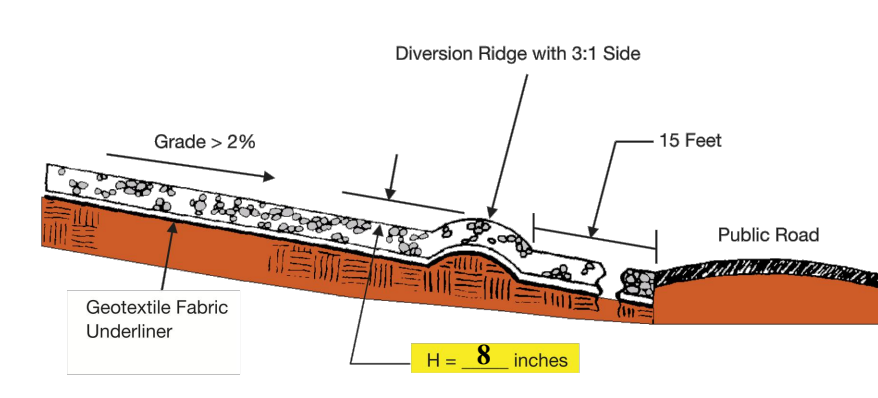 Diversion Ridge with 3:1 Side
Grade > 2%
15 Feet
Public Road
Geotextile Fabric
Underliner
H = 8 inches